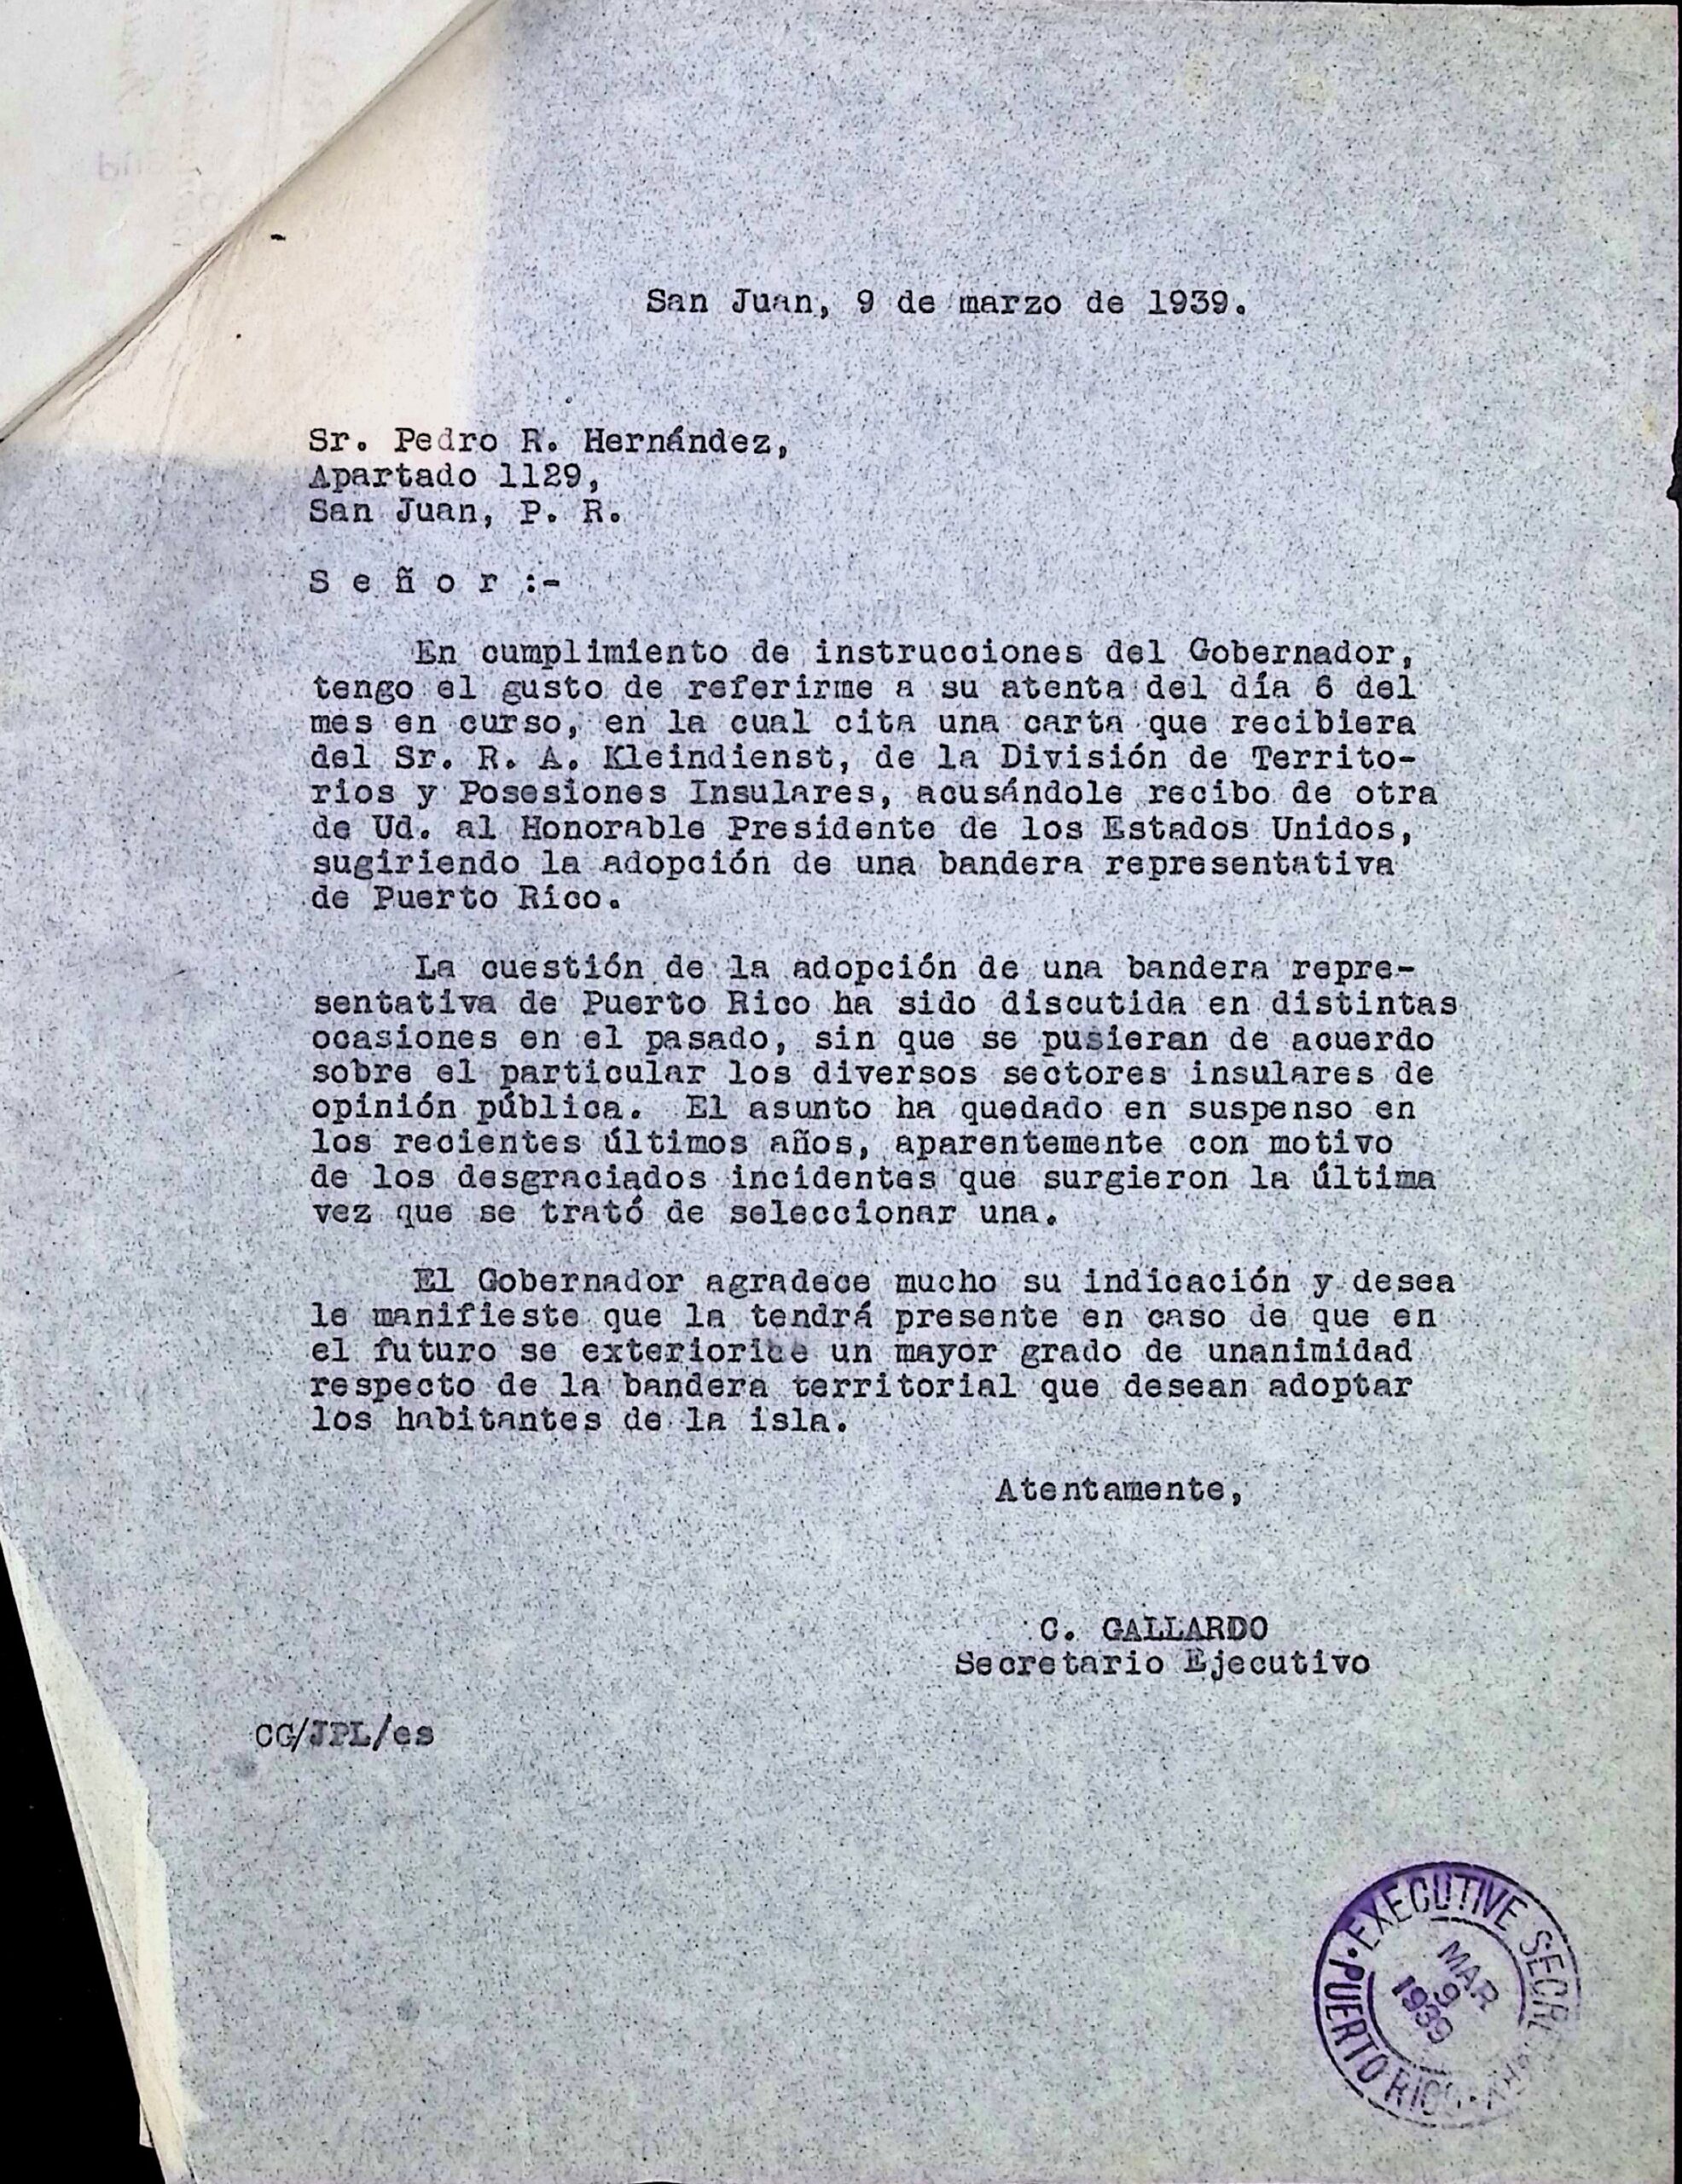 San Juan, 9 de marzo de 1939.
Sr. Pedro R. Hernández,
Apartado 1129,
San Juan, P. R.
S e ñ o r :-
En cumplimiento de instrucciones del Gobernador,
tengo el gusto de referirme a su atenta del día 6 del
mes en curso, en la cual cita una carta que recibiera
del Sr. R. A. Kleindienst, de la División de Territo-
rios y Posesiones Insulares, acusándole recibo de otra
de Ud. al Honorable Presidente de los Estados Unidos,
sugiriendo la adopción de una bandera representativa
de Puerto Rico.
La cuestión de la adopción de una bandera repre-
sentativa de Puerto Rico ha sido discutida en distintas
ocasiones en el pasado, sin que se pusieran de acuerdo
sobre el particular los diversos sectores insulares de
opinión pública. El asunto ha quedado en suspenso en
los recientes últimos años, aparentemente con motivo
de los desgraciados incidentes que surgieron la última
vez que se trató de seleccionar una.
El Gobernador agradece mucho su indicación y desea
le manifieste que la tendrá presente en caso de que en
el futuro se exteriorice un mayor grado de unanimidad
respecto de la bandera territorial que desean adoptar
los habitantes de la isla.
Atentamente,
C. GALLARDO
Secretario Ejecutivo
CG/JPL/es
EXECUTIVE
PUERTO RICO
MAR
9
1939